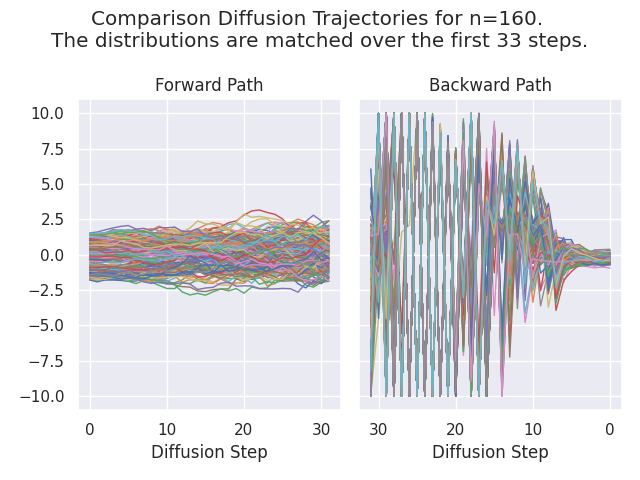 Comparison Diffusion Trajectories for n=160.
The distributions are matched over the first 33 steps.
Forward Path
Backward Path
10.0
7.5
5.0
2.5
0.0
−2.5
−5.0
−7.5
−10.0
0 10 20 30
30 20 10 0
Diffusion Step
Diffusion Step